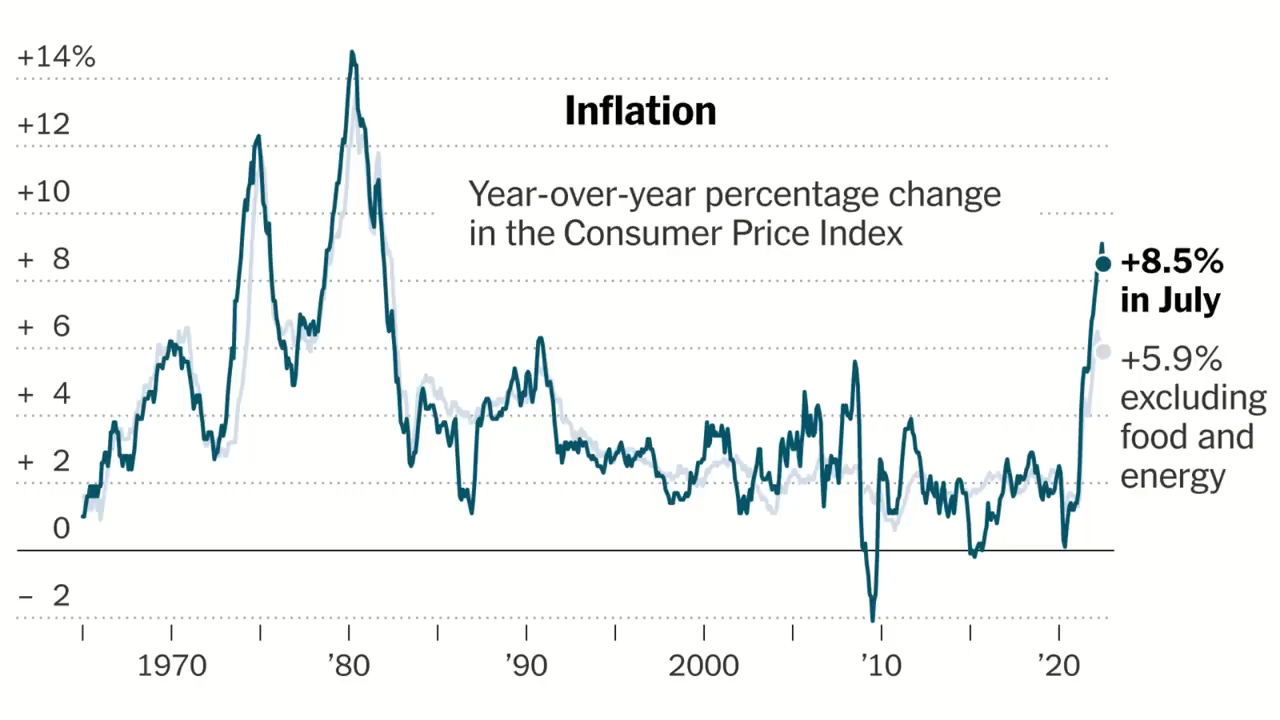 +14%
+12
+10
+ 8
+ 6
+ 4
+ 2
0
– 2
Inflation
Year-over-year percentage change
in the Consumer Price Index
+8.5%
in July
+5.9%
excluding
food and
energy
1970
’80
’90
2000
’10
’20